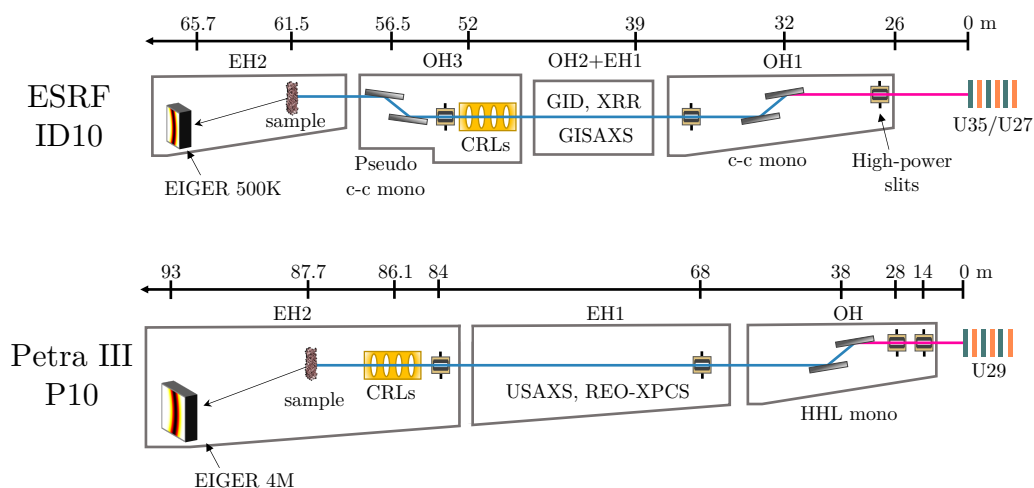 65.7 61.5 56.5 52 39 32 26 0 m
EH2 OH3 OH2+EH1 OH1
ESRF
ID10
GID, XRR
GISAXS
sample
CRLs
U35/U27
Pseudo
c-c mono
c-c mono
High-power
slits
EIGER 500K
93 87.7 86.1 84 68 38 28 14 0 m
EH2 EH1 OH
Petra III
P10
U29
sample
CRLs
USAXS, REO-XPCS
HHL mono
EIGER 4M